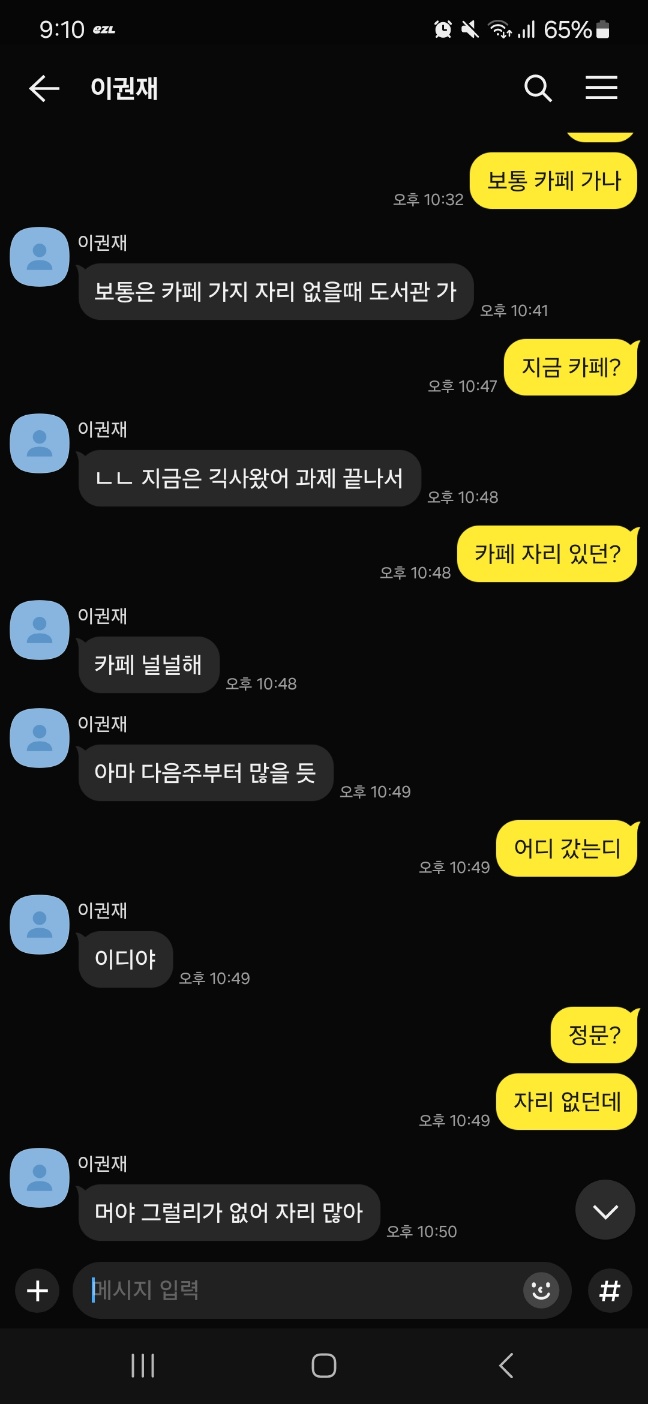 9:10 ezl 65%
이권재
보통 카페 가나
오후 10:32
이권재
보통은 카페 가지 자리 없을때 도서관 가
오후 10:41
지금 카페?
오후 10:47
이권재
ㄴㄴ 지금은 긱사왔어 과제 끝나서
오후 10:48
카페 자리 있던?
오후 10:48
이권재
카페 널널해
오후 10:48
이권재
아마 다음주부터 많을 듯
오후 10:49
어디 갔는디
오후 10:49
이권재
이디야
오후 10:49
정문?
자리 없던데
오후 10:49
이권재
머야 그럴리가 없어 자리 많아
오후 10:50
메시지 입력
#